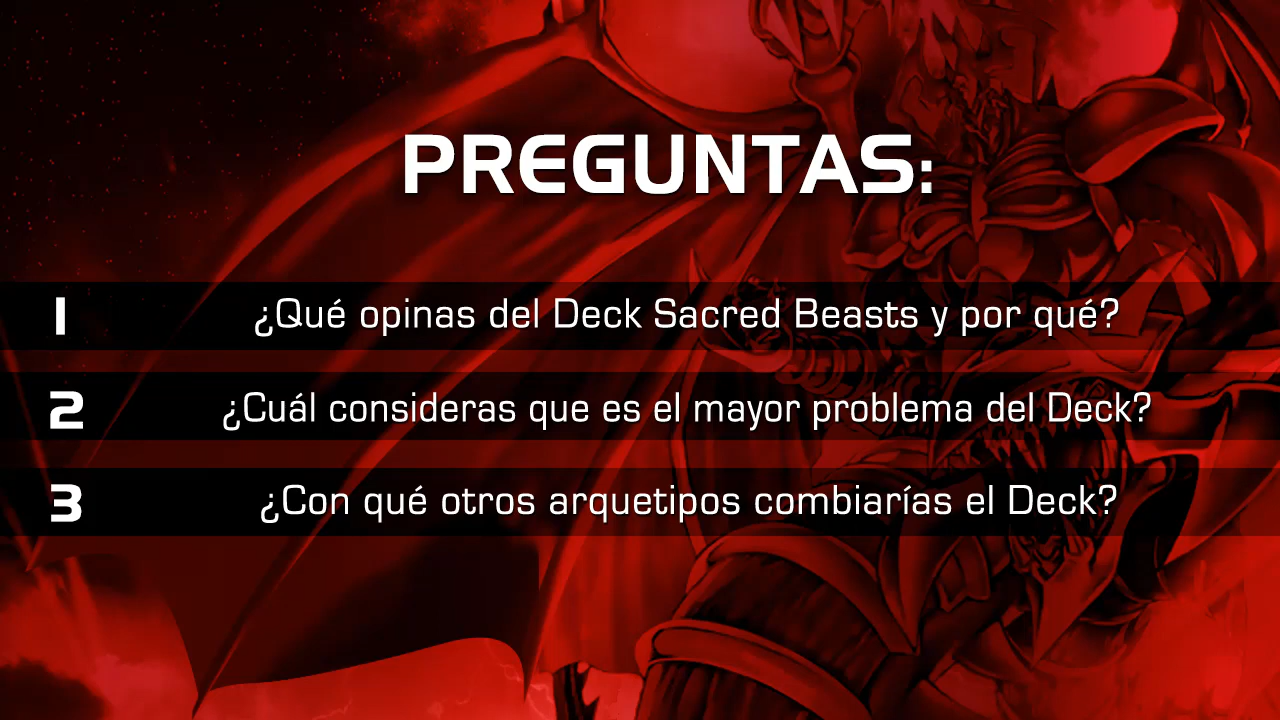 PREGUNTAS:
1 ¿Qué opinas del Deck Sacred Beasts y por qué?
2 ¿Cuál consideras que es el mayor problema del Deck?
3 ¿Con qué otros arquetipos combiarías el Deck?